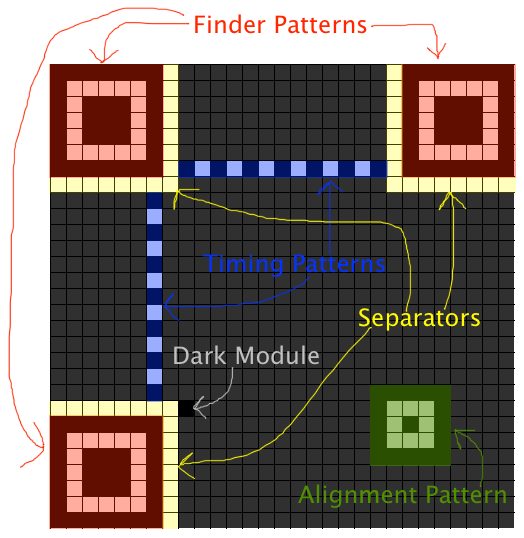 Finder Patterns
Timing Patterns
Separators
Dark Module
Alignment Pattern